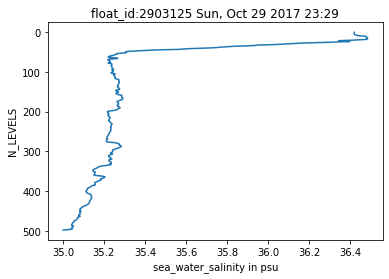 float_id:2903125 Sun, Oct 29 2017 23:29
0
100
200
300
400
500
N_LEVELS
35.0 35.2 35.4 35.6 35.8 36.0 36.2 36.4
sea_water_salinity in psu